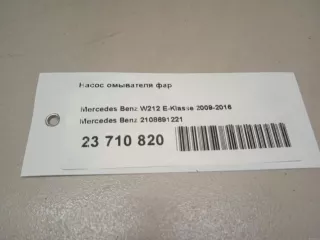 Насос омывателя фар
Mercedes Benz W212 E-Klasse 2009-2016
Mercedes Benz 2108691221
23 710 820